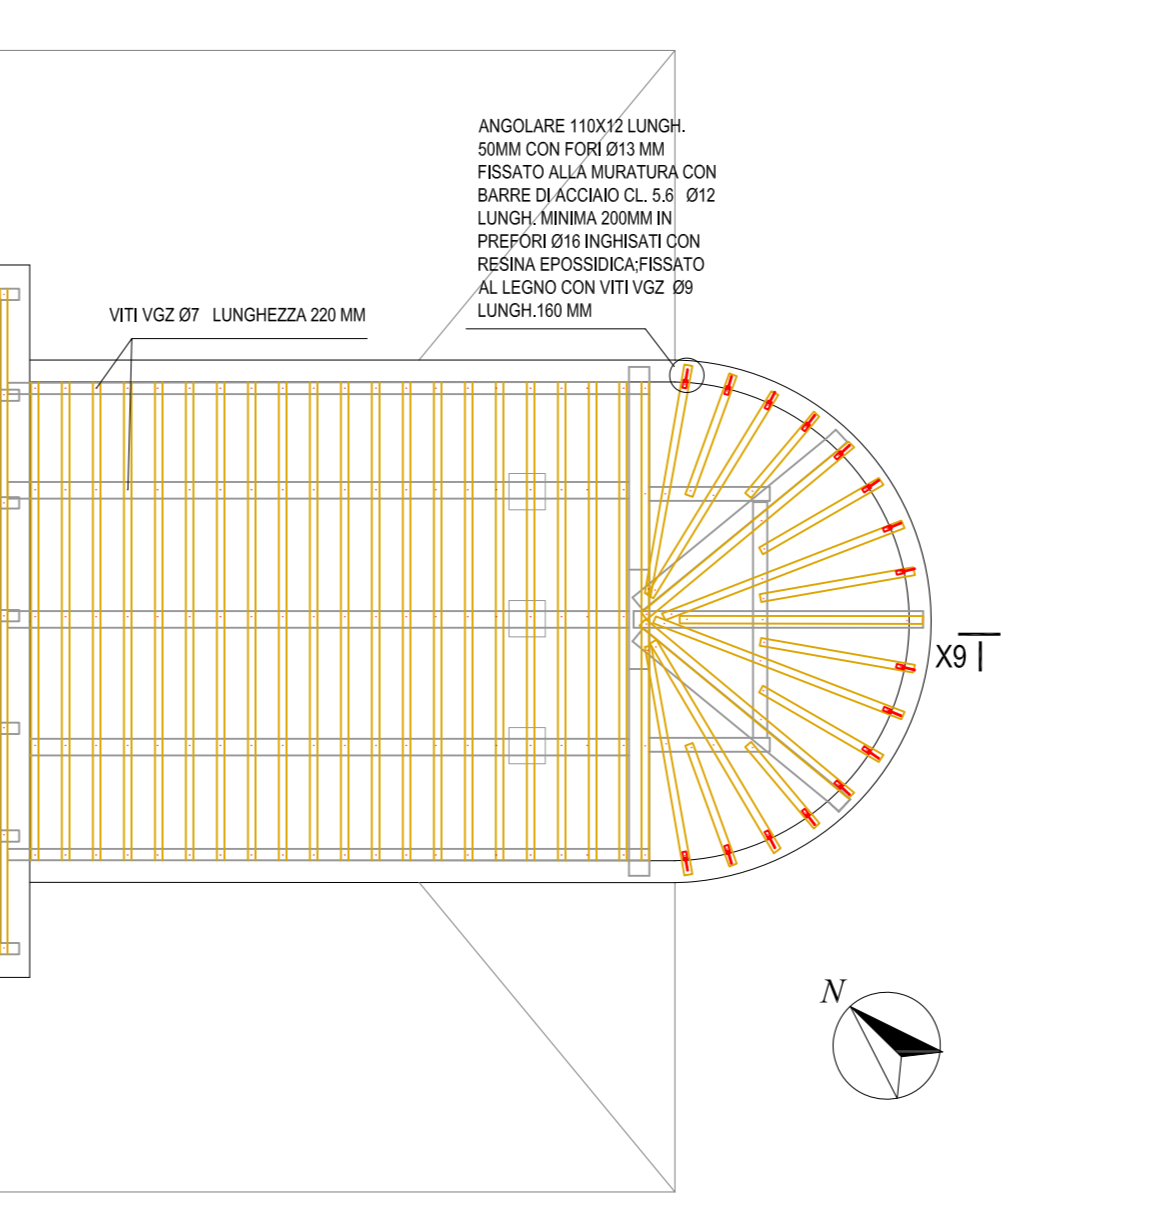 ANGOLARE 110X12 LUNGH.
50MM CON FORI Ø13 MM
FISSATO ALLA MURATURA CON
BARRE DI ACCIAIO CL. 5.6 Ø12
LUNGH. MINIMA 200MM IN
PREFORI Ø16 INGHISATI CON
RESINA EPOSSIDICA;FISSATO
AL LEGNO CON VITI VGZ Ø9
LUNGH.160 MM
VITI VGZ Ø7 LUNGHEZZA 220 MM
X9
N